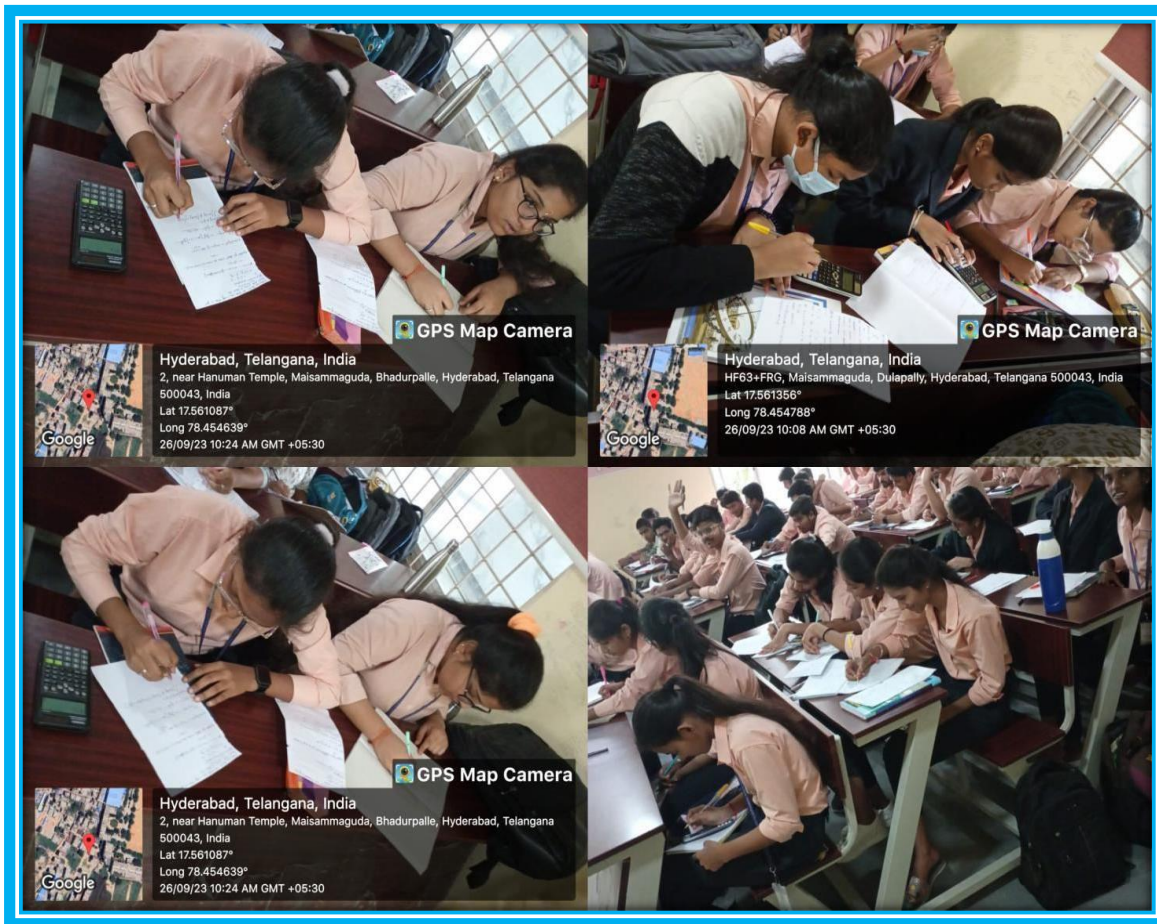 GPS Map Camera
Hyderabad, Telangana, India
2, near Hanuman Temple, Maisammaguda, Bhadurpalle, Hyderabad, Telangana
500043, India
Lat 17.561087°
Long 78.454639°
26/09/23 10:24 AM GMT +05:30
Google
GPS Map Camera
Hyderabad, Telangana, India
HF63+FRG, Maisammaguda, Dulapally, Hyderabad, Telangana 500043, India
Lat 17.561356°
Long 78.454788°
26/09/23 10:08 AM GMT +05:30
Google
GPS Map Camera
Hyderabad, Telangana, India
2, near Hanuman Temple, Maisammaguda, Bhadurpalle, Hyderabad, Telangana
500043, India
Lat 17.561087°
Long 78.454639°
26/09/23 10:24 AM GMT +05:30
Google